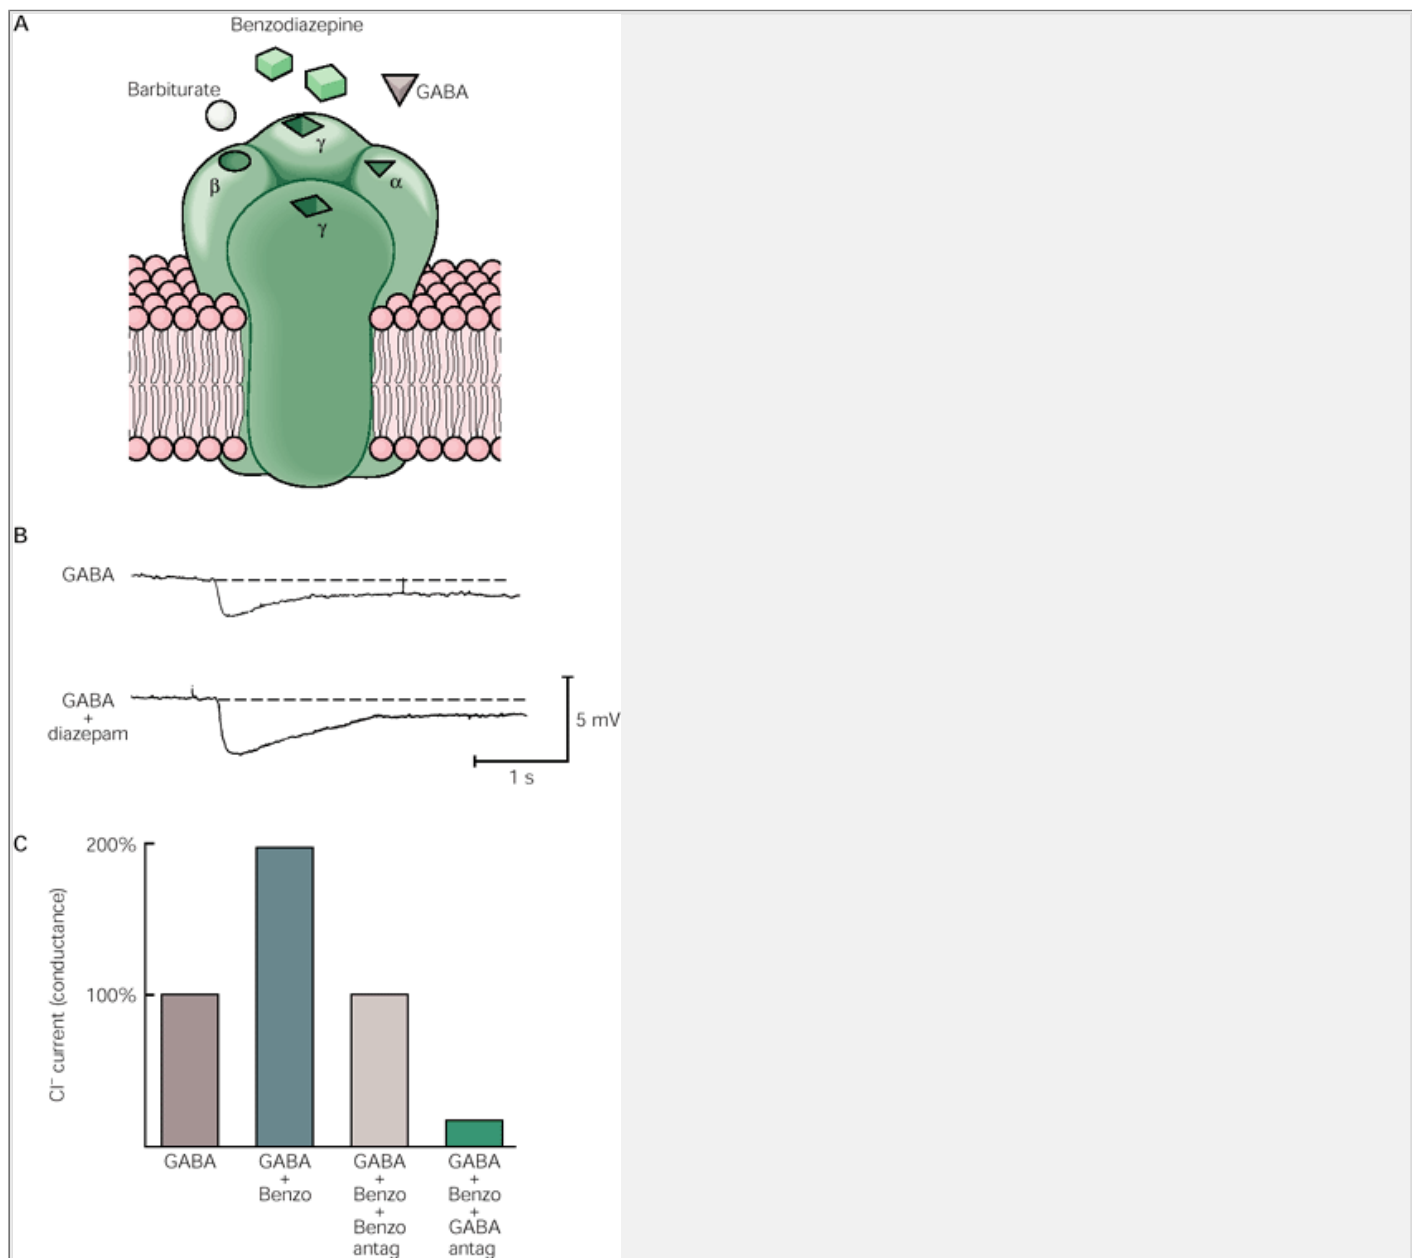 A
Benzodiazepine
Barbiturate
GABA
γ
β
α
γ
B
GABA
GABA
+
diazepam
5 mV
1 s
C
200%
100%
Cl⁻ current (conductance)
GABA
GABA
+
Benzo
GABA
+
Benzo
+
Benzo
antag
GABA
+
Benzo
+
GABA
antag